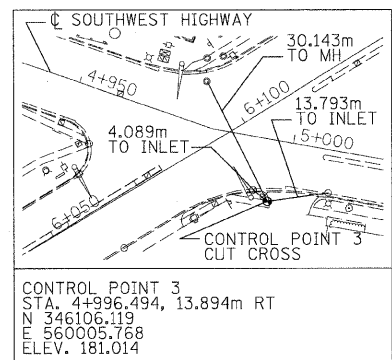 ℄ SOUTHWEST HIGHWAY
30.143m
TO MH
4+950
6+100
13.793m
TO INLET
4.089m
TO INLET
5+000
6+050
CONTROL POINT 3
CUT CROSS
CONTROL POINT 3
STA. 4+996.494, 13.894m RT
N 346106.119
E 560005.768
ELEV. 181.014